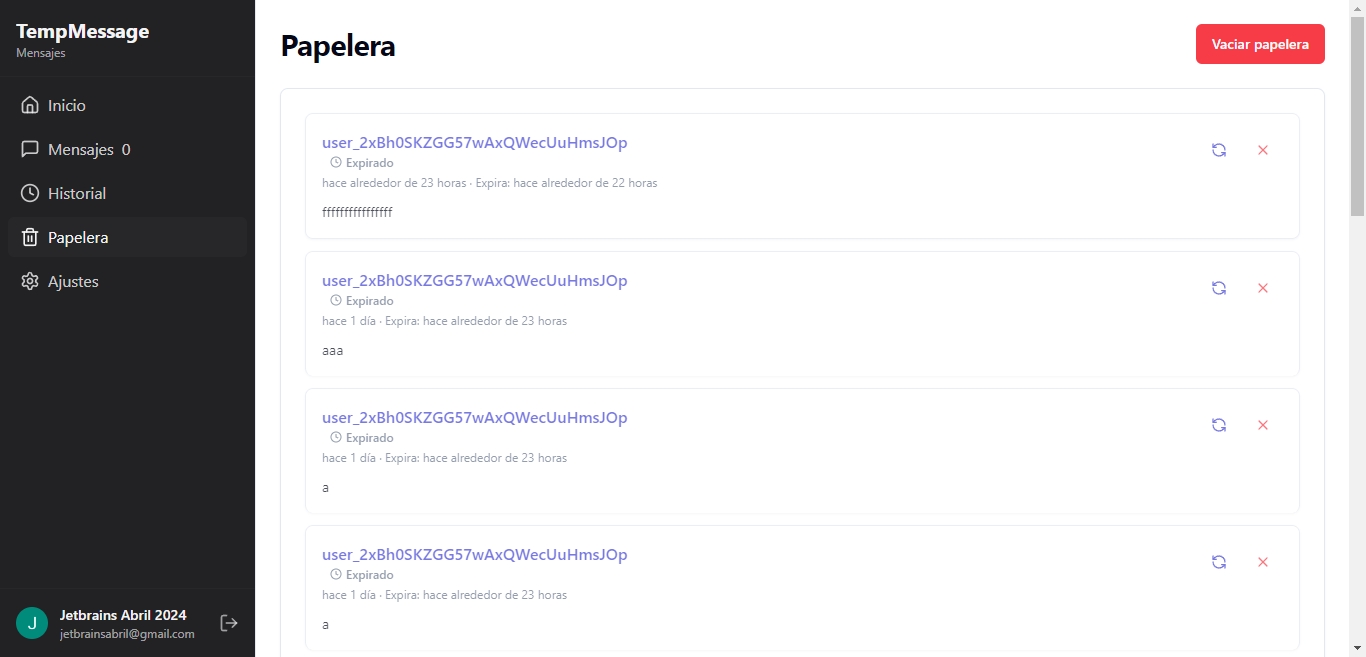 TempMessage
Mensajes
Inicio
Mensajes 0
Historial
Papelera
Ajustes
Jetbrains Abril 2024
jetbrainsabril@gmail.com
J
Papelera
Vaciar papelera
user_2xBh0SKZGG57wAxQWecUuHmsJOp
Expirado
hace alrededor de 23 horas · Expira: hace alrededor de 22 horas
ffffffffffffffff
user_2xBh0SKZGG57wAxQWecUuHmsJOp
Expirado
hace 1 día · Expira: hace alrededor de 23 horas
aaa
user_2xBh0SKZGG57wAxQWecUuHmsJOp
Expirado
hace 1 día · Expira: hace alrededor de 23 horas
a
user_2xBh0SKZGG57wAxQWecUuHmsJOp
Expirado
hace 1 día · Expira: hace alrededor de 23 horas
a